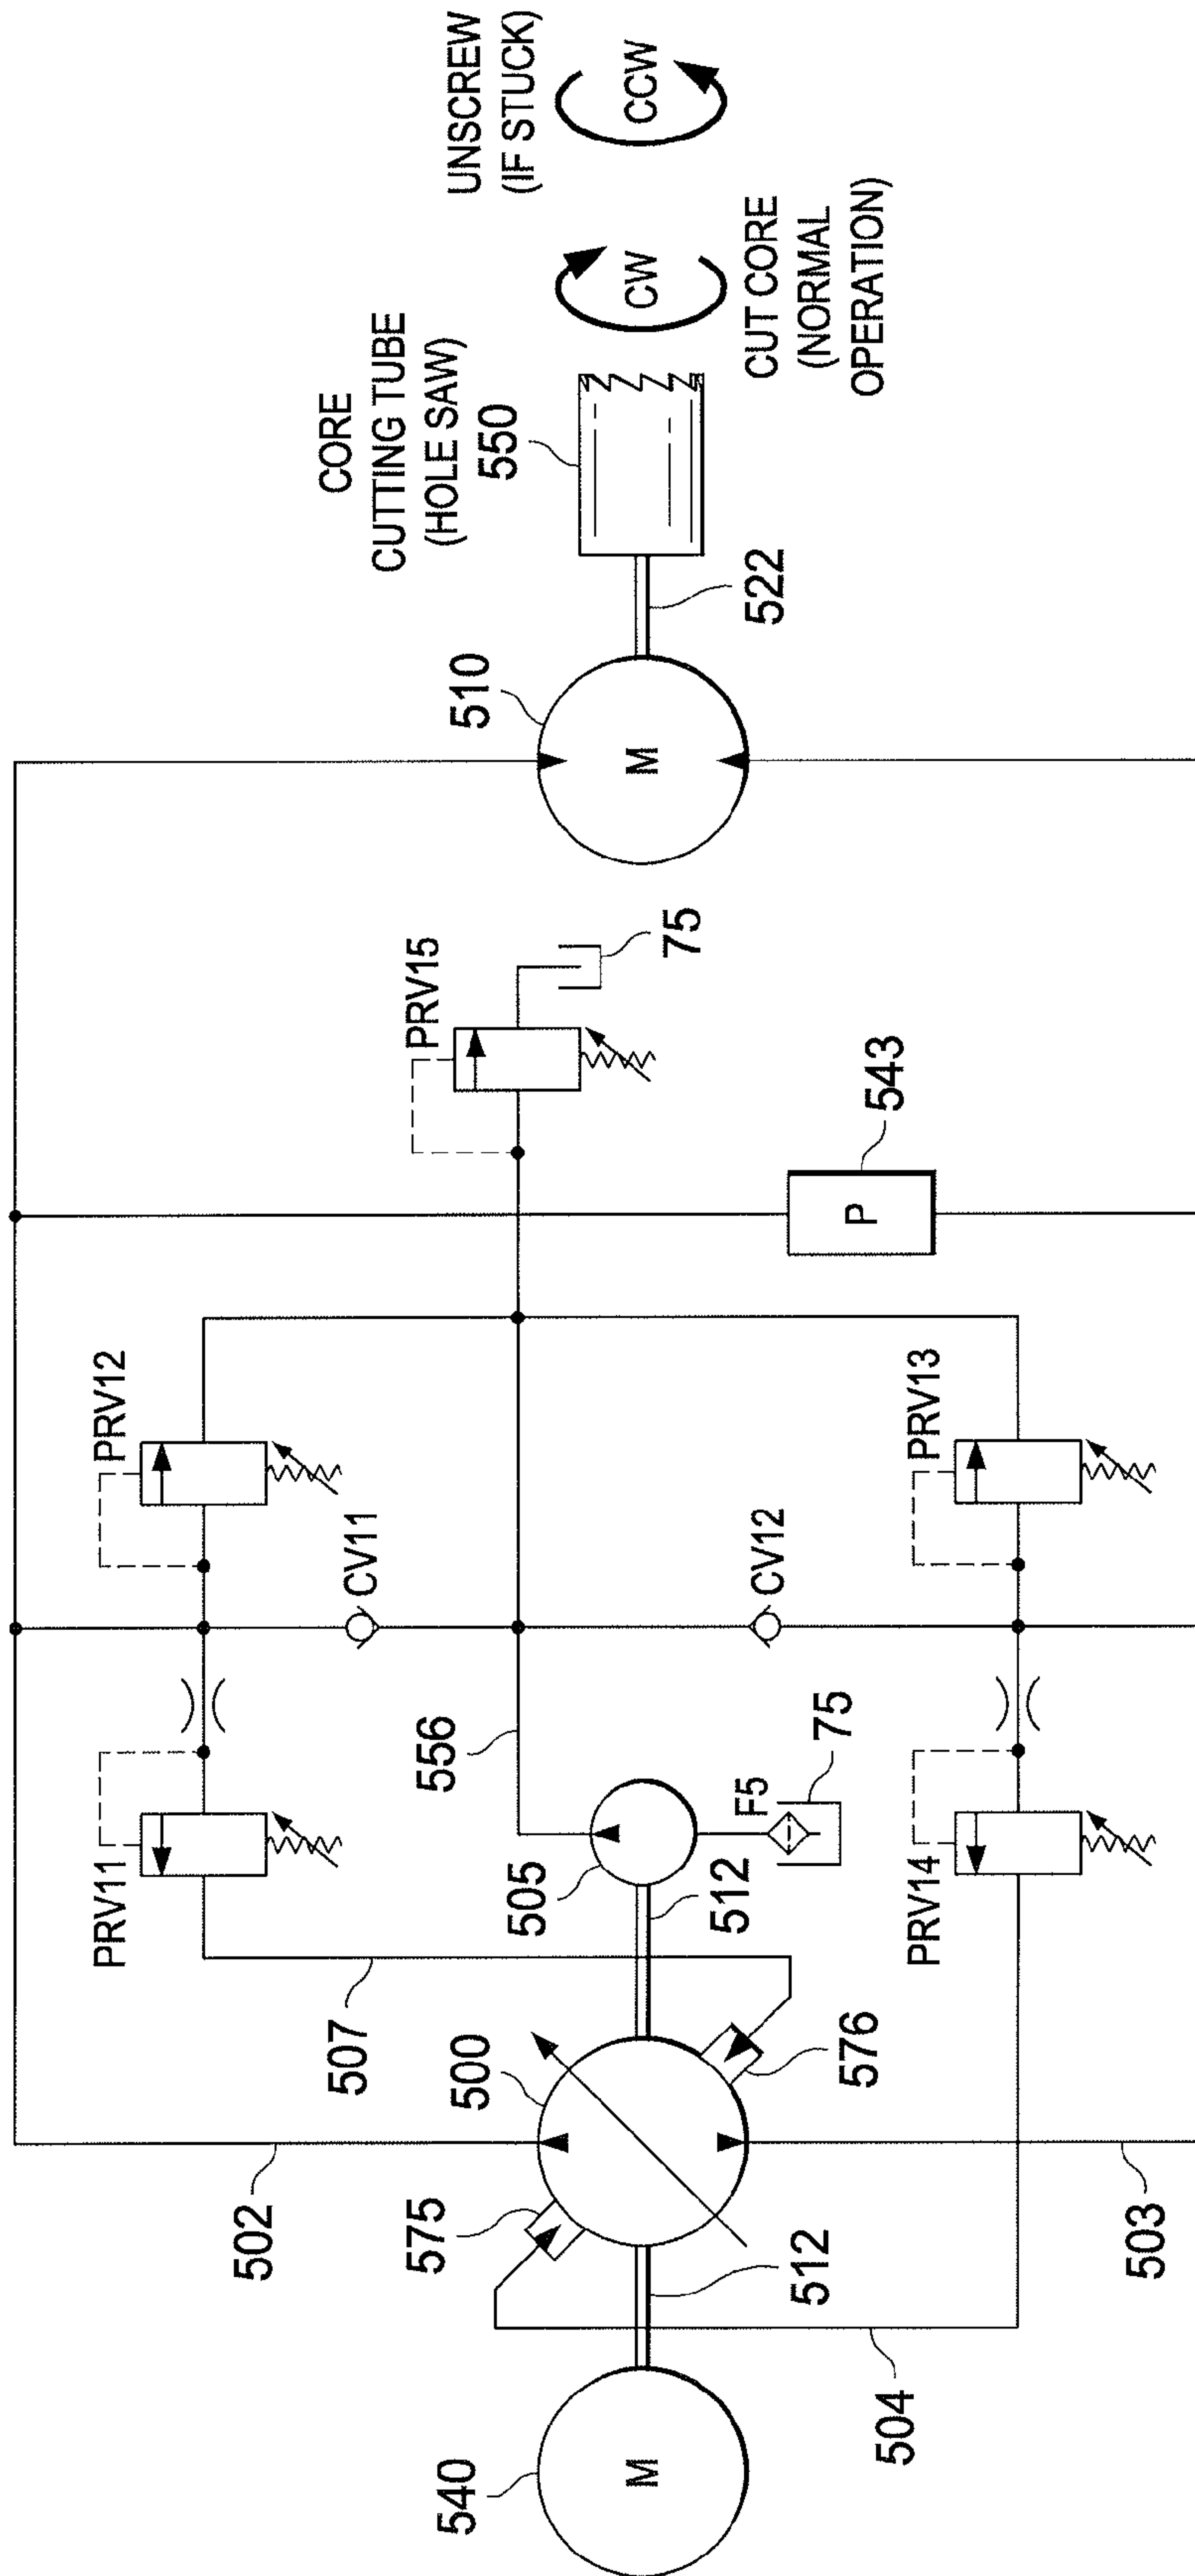 UNSCREW
(IF STUCK)
CCW
CW
CUT CORE
(NORMAL
OPERATION)
CORE
CUTTING TUBE
(HOLE SAW)
550
522
510
M
PRV15
75
543
P
PRV12
PRV13
CV11
CV12
556
75
F5
PRV11
PRV14
505
512
507
500
576
502
575
512
503
504
540
M